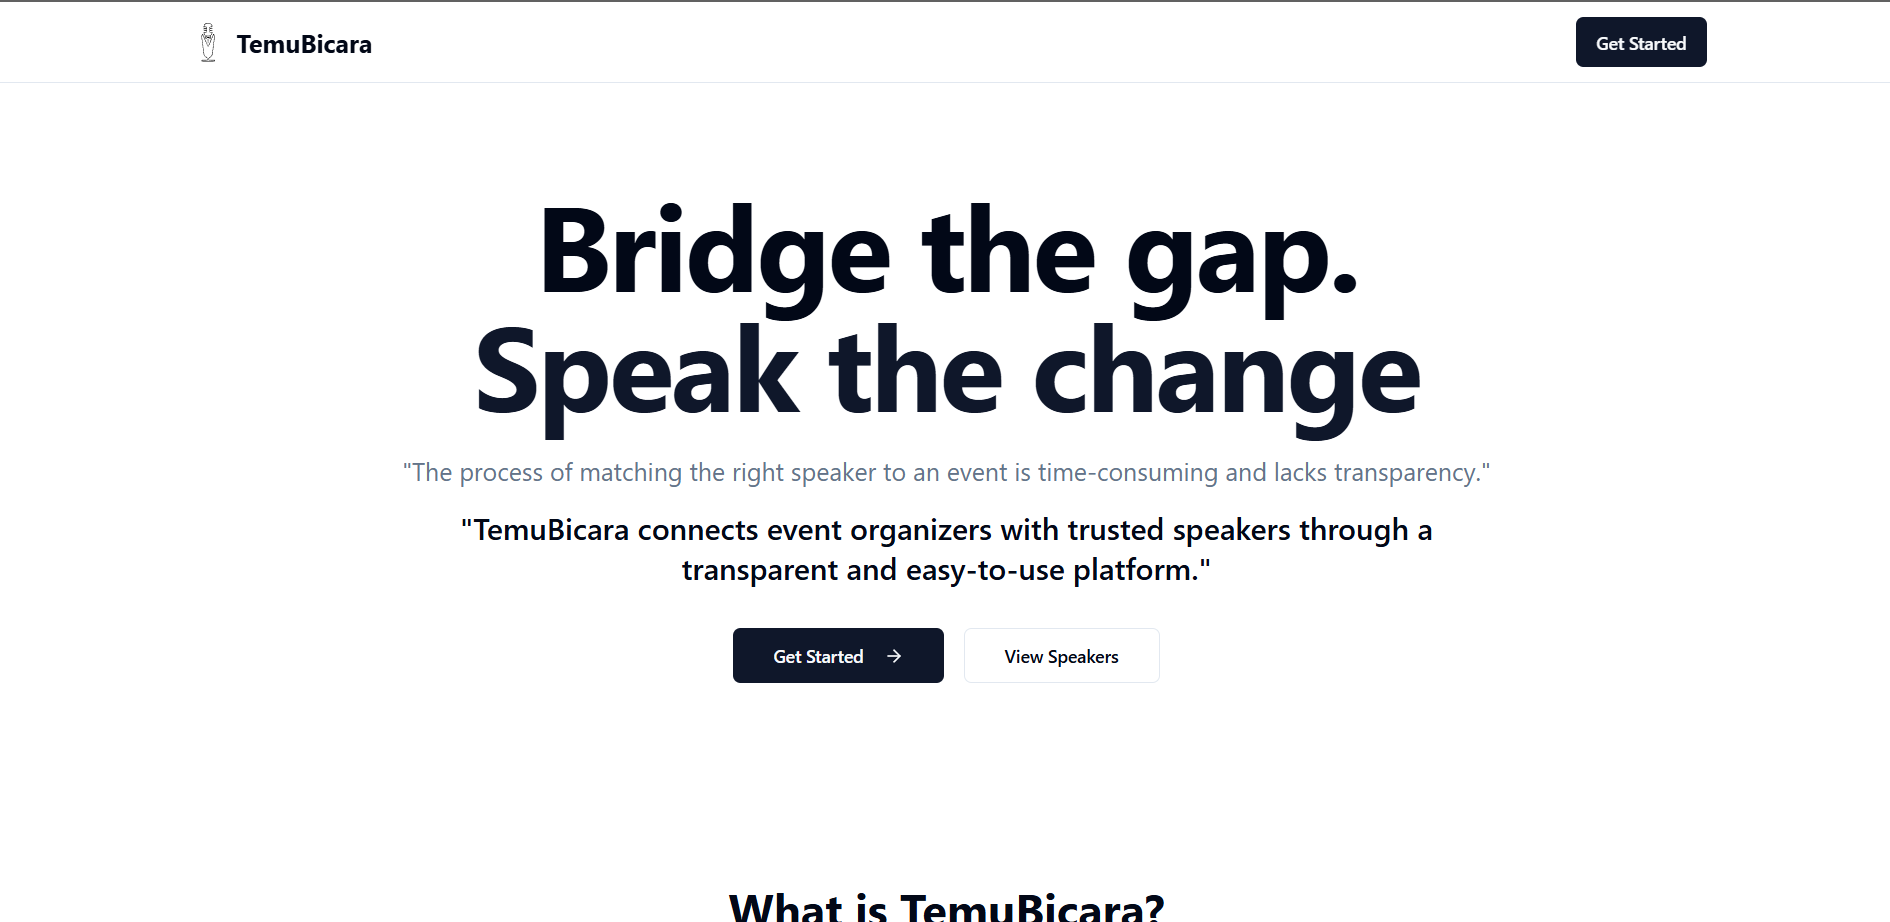 TemuBicara
Get Started
Bridge the gap.
Speak the change
"The process of matching the right speaker to an event is time-consuming and lacks transparency."
"TemuBicara connects event organizers with trusted speakers through a
transparent and easy-to-use platform."
Get Started →
View Speakers
What is TemuBicara?